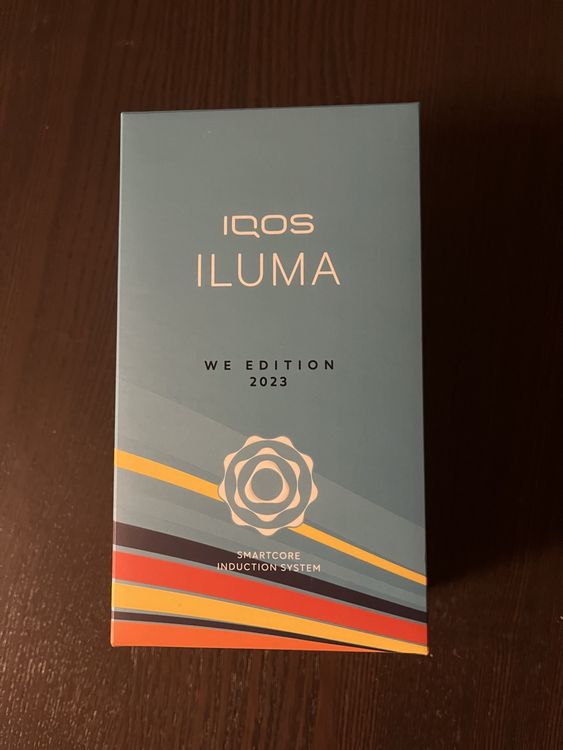 IQOS
ILUMA
WE EDITION
2023
SMARTCORE
INDUCTION SYSTEM